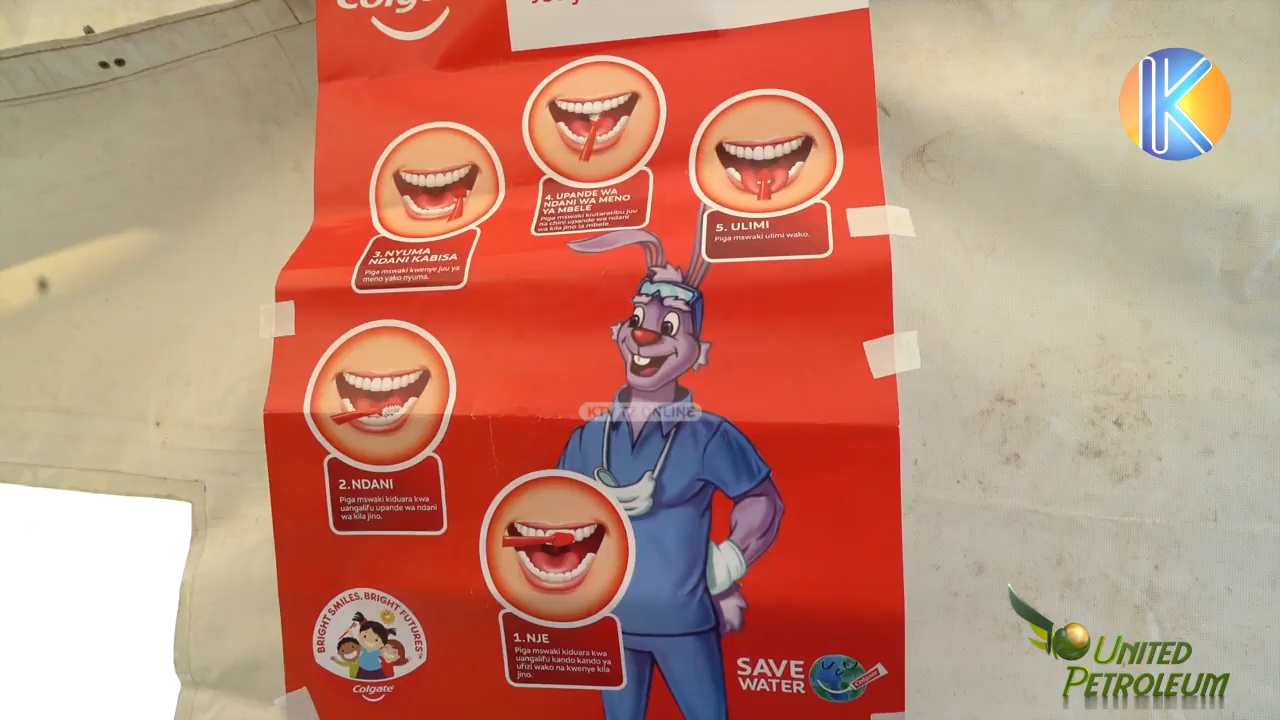 Colgate
4. UPANDE WA
NDANI WA MENO
YA MBELE
Piga mswaki kiutaratibu juu
na chini upande wa ndani
wa kila jino la mbele.
5. ULIMI
Piga mswaki ulimi wako.
3. NYUMA
NDANI KABISA
Piga mswaki kwenye juu ya
meno yako nyuma.
KTV TZ ONLINE
2.NDANI
Piga mswaki kiduara kwa
uangalifu upande wa ndani
wa kila jino.
1.NJE
Piga mswaki kiduara kwa
uangalifu kando kando ya
ufizi wako na kwenye kila
jino.
BRIGHT SMILES, BRIGHT FUTURES™
Colgate
SAVE
WATER
Colgate
K
UNITED
PETROLEUM